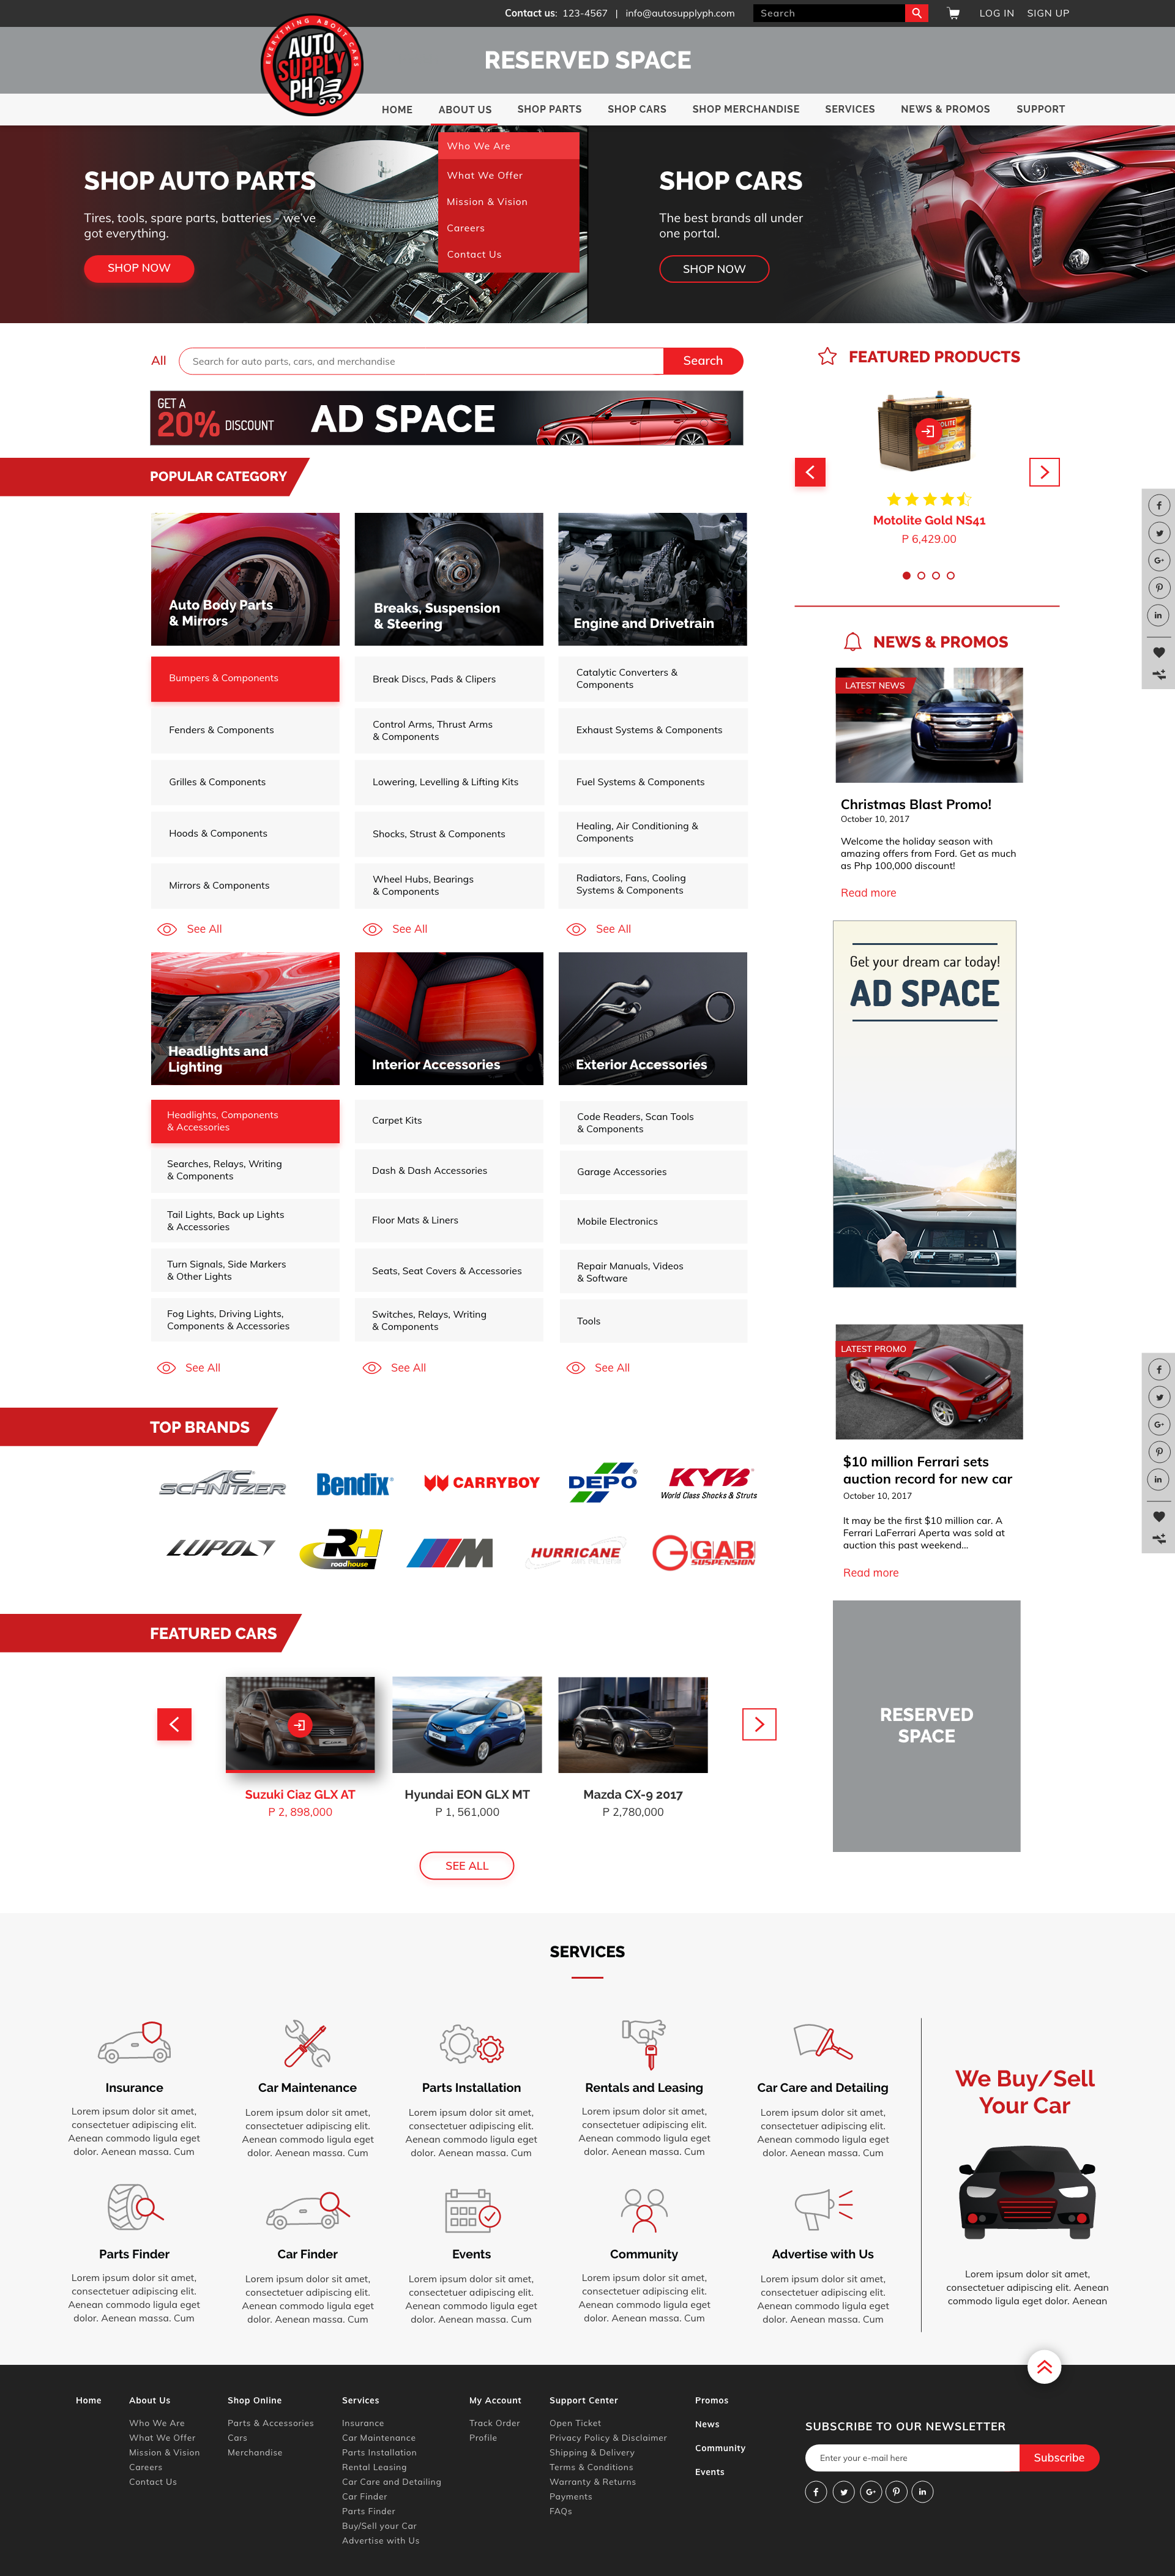 Contact us: 123-4567 | info@autosupplyph.com
Search
LOG IN
SIGN UP
EVERYTHING ABOUT CARS
AUTO
SUPPLY
PH
RESERVED SPACE
HOME
ABOUT US
SHOP PARTS
SHOP CARS
SHOP MERCHANDISE
SERVICES
NEWS & PROMOS
SUPPORT
Who We Are
What We Offer
Mission & Vision
Careers
Contact Us
SHOP AUTO PARTS
Tires, tools, spare parts, batteries - we've
got everything.
SHOP NOW
SHOP CARS
The best brands all under
one portal.
SHOP NOW
All
Search for auto parts, cars, and merchandise
Search
GET A
20% DISCOUNT
AD SPACE
POPULAR CATEGORY
Auto Body Parts
& Mirrors
Bumpers & Components
Fenders & Components
Grilles & Components
Hoods & Components
Mirrors & Components
See All
Breaks, Suspension
& Steering
Break Discs, Pads & Clipers
Control Arms, Thrust Arms
& Components
Lowering, Levelling & Lifting Kits
Shocks, Strust & Components
Wheel Hubs, Bearings
& Components
See All
Engine and Drivetrain
Catalytic Converters &
Components
Exhaust Systems & Components
Fuel Systems & Components
Healing, Air Conditioning &
Components
Radiators, Fans, Cooling
Systems & Components
See All
Headlights and
Lighting
Headlights, Components
& Accessories
Searches, Relays, Writing
& Components
Tail Lights, Back up Lights
& Accessories
Turn Signals, Side Markers
& Other Lights
Fog Lights, Driving Lights,
Components & Accessories
See All
Interior Accessories
Carpet Kits
Dash & Dash Accessories
Floor Mats & Liners
Seats, Seat Covers & Accessories
Switches, Relays, Writing
& Components
See All
Exterior Accessories
Code Readers, Scan Tools
& Components
Garage Accessories
Mobile Electronics
Repair Manuals, Videos
& Software
Tools
See All
FEATURED PRODUCTS
Motolite Gold NS41
P 6,429.00
NEWS & PROMOS
LATEST NEWS
Christmas Blast Promo!
October 10, 2017
Welcome the holiday season with
amazing offers from Ford. Get as much
as Php 100,000 discount!
Read more
Get your dream car today!
AD SPACE
LATEST PROMO
$10 million Ferrari sets
auction record for new car
October 10, 2017
It may be the first $10 million car. A
Ferrari LaFerrari Aperta was sold at
auction this past weekend...
Read more
RESERVED
SPACE
TOP BRANDS
AC SCHNITZER
Bendix
CARRYBOY
DEPO
KYB
World Class Shocks & Struts
LUPO
RH
roadhouse
M
HURRICANE
GAB
SUSPENSION
FEATURED CARS
Suzuki Ciaz GLX AT
P 2, 898,000
Hyundai EON GLX MT
P 1, 561,000
Mazda CX-9 2017
P 2,780,000
SEE ALL
SERVICES
Insurance
Lorem ipsum dolor sit amet,
consectetuer adipiscing elit.
Aenean commodo ligula eget
dolor. Aenean massa. Cum
Car Maintenance
Lorem ipsum dolor sit amet,
consectetuer adipiscing elit.
Aenean commodo ligula eget
dolor. Aenean massa. Cum
Parts Installation
Lorem ipsum dolor sit amet,
consectetuer adipiscing elit.
Aenean commodo ligula eget
dolor. Aenean massa. Cum
Rentals and Leasing
Lorem ipsum dolor sit amet,
consectetuer adipiscing elit.
Aenean commodo ligula eget
dolor. Aenean massa. Cum
Car Care and Detailing
Lorem ipsum dolor sit amet,
consectetuer adipiscing elit.
Aenean commodo ligula eget
dolor. Aenean massa. Cum
Parts Finder
Lorem ipsum dolor sit amet,
consectetuer adipiscing elit.
Aenean commodo ligula eget
dolor. Aenean massa. Cum
Car Finder
Lorem ipsum dolor sit amet,
consectetuer adipiscing elit.
Aenean commodo ligula eget
dolor. Aenean massa. Cum
Events
Lorem ipsum dolor sit amet,
consectetuer adipiscing elit.
Aenean commodo ligula eget
dolor. Aenean massa. Cum
Community
Lorem ipsum dolor sit amet,
consectetuer adipiscing elit.
Aenean commodo ligula eget
dolor. Aenean massa. Cum
Advertise with Us
Lorem ipsum dolor sit amet,
consectetuer adipiscing elit.
Aenean commodo ligula eget
dolor. Aenean massa. Cum
We Buy/Sell
Your Car
Lorem ipsum dolor sit amet,
consectetuer adipiscing elit. Aenean
commodo ligula eget dolor. Aenean
Home
About Us
Who We Are
What We Offer
Mission & Vision
Careers
Contact Us
Shop Online
Parts & Accessories
Cars
Merchandise
Services
Insurance
Car Maintenance
Parts Installation
Rental Leasing
Car Care and Detailing
Car Finder
Parts Finder
Buy/Sell your Car
Advertise with Us
My Account
Track Order
Profile
Support Center
Open Ticket
Privacy Policy & Disclaimer
Shipping & Delivery
Terms & Conditions
Warranty & Returns
Payments
FAQs
Promos
News
Community
Events
SUBSCRIBE TO OUR NEWSLETTER
Enter your e-mail here
Subscribe